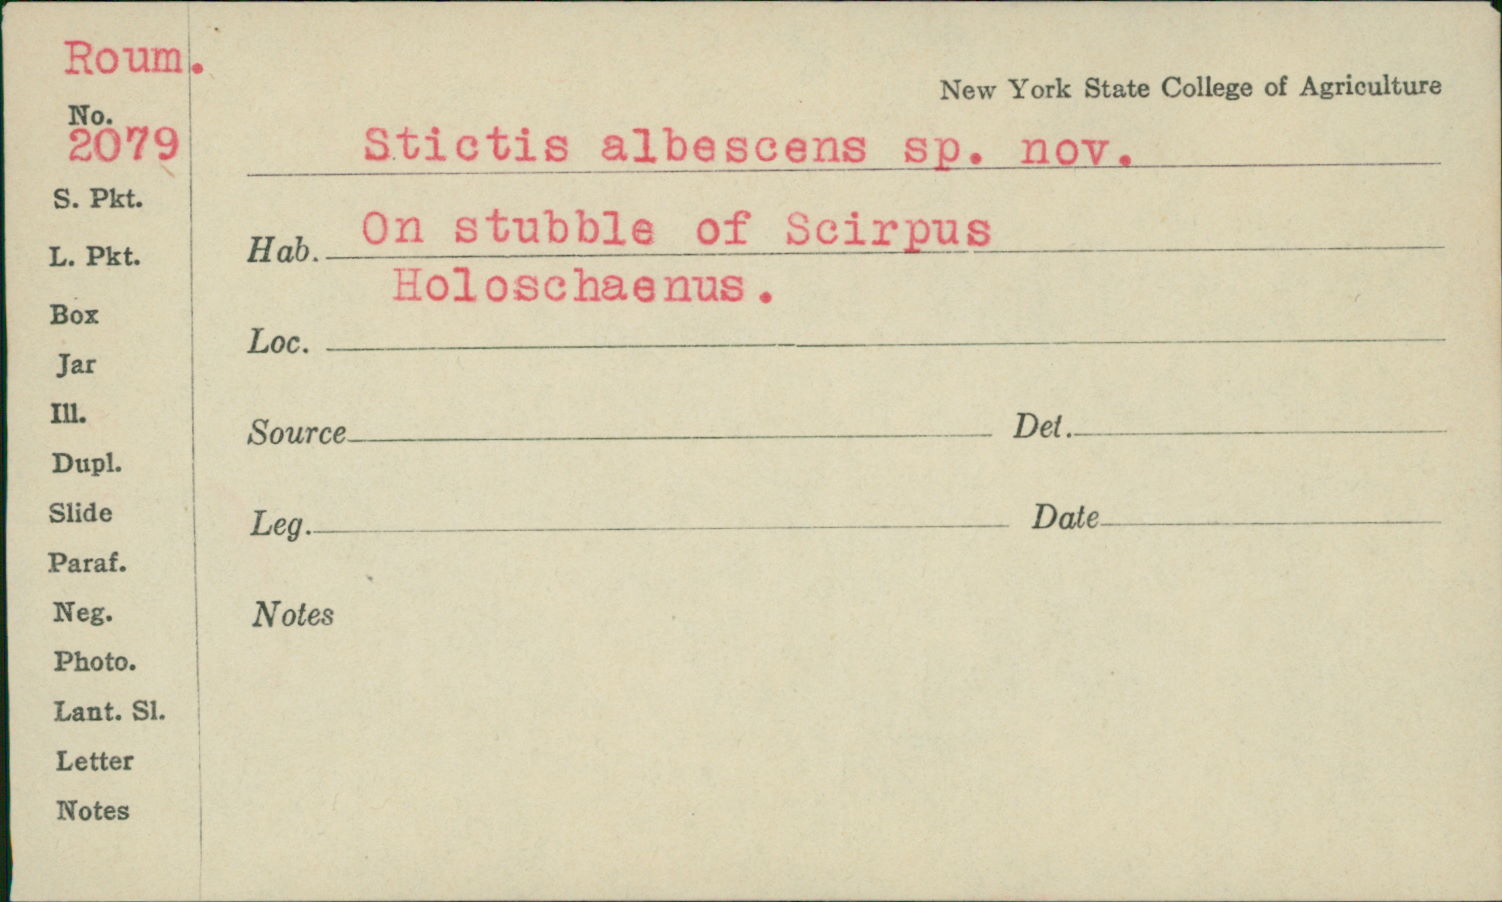 Roum.
New York State College of Agriculture
No.
2079
Stictis albescens sp. nov.
S. Pkt.
Hab. On stubble of Scirpus
L. Pkt.
Holoschaenus.
Box
Loc.
Jar
Ill.
Source Det.
Dupl.
Slide
Leg. Date
Paraf.
Neg.
Notes
Photo.
Lant. Sl.
Letter
Notes